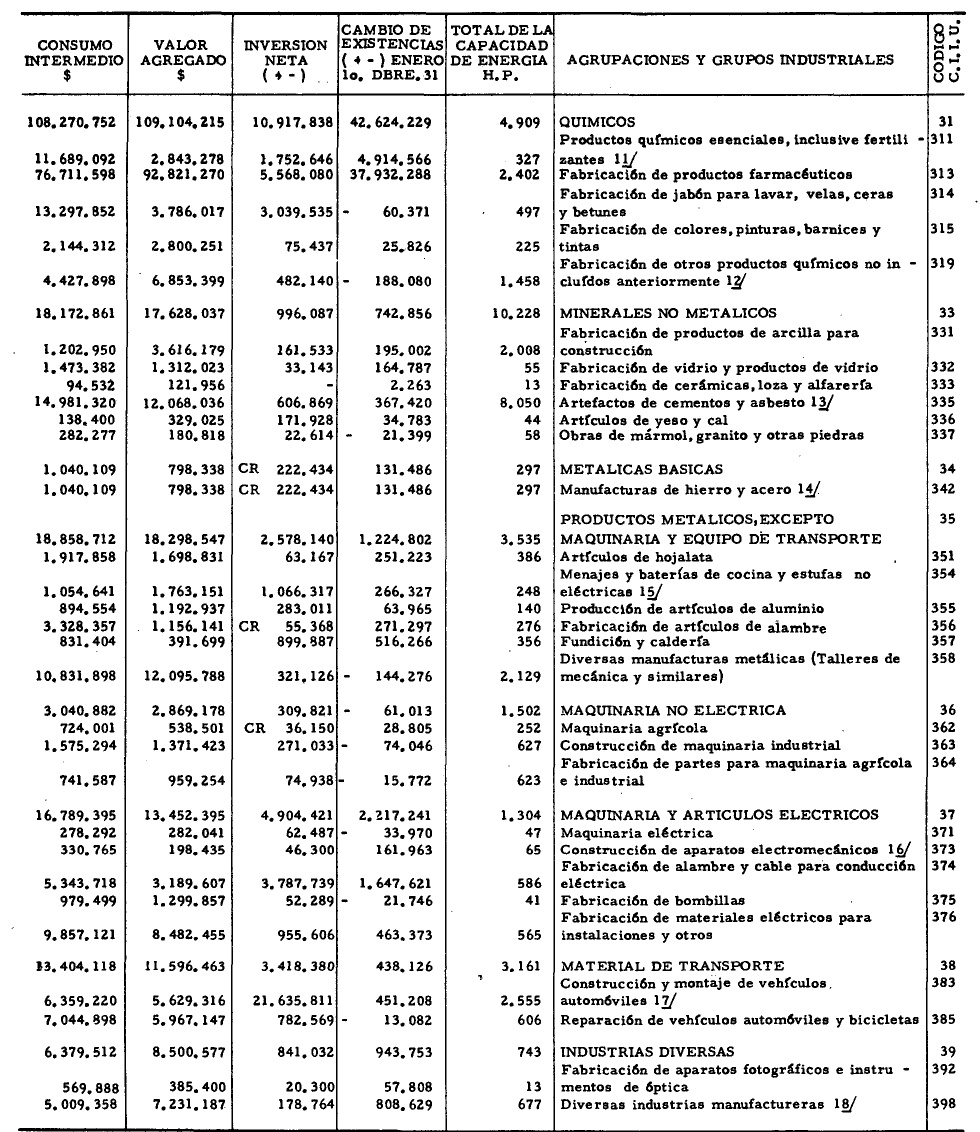 CONSUMO INTERMEDIO $ VALOR AGREGADO $ INVERSION NETA ( + - ) CAMBIO DE EXISTENCIAS ( + - ) ENERO 1o. DBRE. 31 TOTAL DE LA CAPACIDAD DE ENERGIA H.P. AGRUPACIONES Y GRUPOS INDUSTRIALES CODIGO C.I.I.U.
108.270.752 109.104.215 10.917.838 42.624.229 4.909 QUIMICOS 31
Productos químicos esenciales, inclusive fertili - 311
11.689.092 2.843.278 1.752.646 4.914.566 327 zantes 11/
76.711.598 92.821.270 5.568.080 37.932.288 2.402 Fabricación de productos farmacéuticos 313
Fabricación de jabón para lavar, velas, ceras 314
13.297.852 3.786.017 3.039.535 - 60.371 497 y betunes
Fabricación de colores, pinturas, barnices y 315
2.144.312 2.800.251 75.437 25.826 225 tintas
Fabricación de otros productos químicos no in - 319
4.427.898 6.853.399 482.140 - 188.080 1.458 cluídos anteriormente 12/
18.172.861 17.628.037 996.087 742.856 10.228 MINERALES NO METALICOS 33
Fabricación de productos de arcilla para 331
1.202.950 3.616.179 161.533 195.002 2.008 construcción
1.473.382 1.312.023 33.143 164.787 55 Fabricación de vidrio y productos de vidrio 332
94.532 121.956 - 2.263 13 Fabricación de cerámicas, loza y alfarería 333
14.981.320 12.068.036 606.869 367.420 8.050 Artefactos de cementos y asbesto 13/ 335
138.400 329.025 171.928 34.783 44 Artículos de yeso y cal 336
282.277 180.818 22.614 - 21.399 58 Obras de mármol, granito y otras piedras 337
1.040.109 798.338 CR 222.434 131.486 297 METALICAS BASICAS 34
1.040.109 798.338 CR 222.434 131.486 297 Manufacturas de hierro y acero 14/ 342
PRODUCTOS METALICOS, EXCEPTO 35
18.858.712 18.298.547 2.578.140 1.224.802 3.535 MAQUINARIA Y EQUIPO DE TRANSPORTE
1.917.858 1.698.831 63.167 251.223 386 Artículos de hojalata 351
Menajes y baterías de cocina y estufas no 354
1.054.641 1.763.151 1.066.317 266.327 248 eléctricas 15/
894.554 1.192.937 283.011 63.965 140 Producción de artículos de aluminio 355
3.328.357 1.156.141 CR 55.368 271.297 276 Fabricación de artículos de alambre 356
831.404 391.699 899.887 516.266 356 Fundición y caldería 357
Diversas manufacturas metálicas (Talleres de 358
10.831.898 12.095.788 321.126 - 144.276 2.129 mecánica y similares)
3.040.882 2.869.178 309.821 - 61.013 1.502 MAQUINARIA NO ELECTRICA 36
724.001 538.501 CR 36.150 28.805 252 Maquinaria agrícola 362
1.575.294 1.371.423 271.033 - 74.046 627 Construcción de maquinaria industrial 363
Fabricación de partes para maquinaria agrícola 364
741.587 959.254 74.938 - 15.772 623 e industrial
16.789.395 13.452.395 4.904.421 2.217.241 1.304 MAQUINARIA Y ARTICULOS ELECTRICOS 37
278.292 282.041 62.487 - 33.970 47 Maquinaria eléctrica 371
330.765 198.435 46.300 161.963 65 Construcción de aparatos electromecánicos 16/ 373
Fabricación de alambre y cable para conducción 374
5.343.718 3.189.607 3.787.739 1.647.621 586 eléctrica
979.499 1.299.857 52.289 - 21.746 41 Fabricación de bombillas 375
Fabricación de materiales eléctricos para 376
9.857.121 8.482.455 955.606 463.373 565 instalaciones y otros
13.404.118 11.596.463 3.418.380 438.126 3.161 MATERIAL DE TRANSPORTE 38
Construcción y montaje de vehículos 383
6.359.220 5.629.316 21.635.811 451.208 2.555 automóviles 17/
7.044.898 5.967.147 782.569 - 13.082 606 Reparación de vehículos automóviles y bicicletas 385
6.379.512 8.500.577 841.032 943.753 743 INDUSTRIAS DIVERSAS 39
Fabricación de aparatos fotográficos e instru - 392
569.888 385.400 20.300 57.808 13 mentos de óptica
5.009.358 7.231.187 178.764 808.629 677 Diversas industrias manufactureras 18/ 398